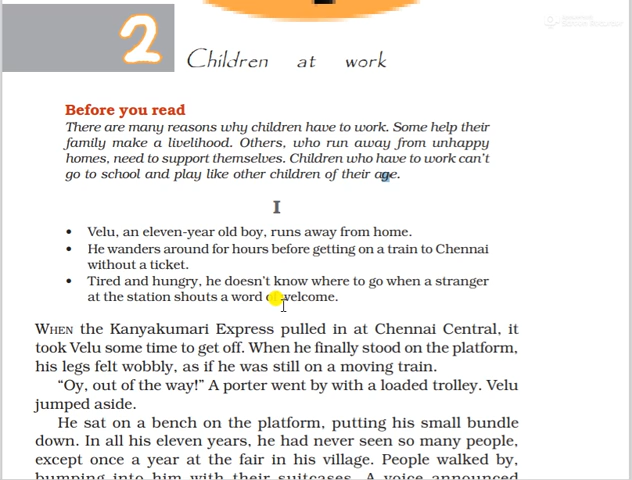 2
Children at work
Before you read
There are many reasons why children have to work. Some help their
family make a livelihood. Others, who run away from unhappy
homes, need to support themselves. Children who have to work can't
go to school and play like other children of their age.
I
• Velu, an eleven-year old boy, runs away from home.
• He wanders around for hours before getting on a train to Chennai
without a ticket.
• Tired and hungry, he doesn't know where to go when a stranger
at the station shouts a word of welcome.
WHEN the Kanyakumari Express pulled in at Chennai Central, it
took Velu some time to get off. When he finally stood on the platform,
his legs felt wobbly, as if he was still on a moving train.
"Oy, out of the way!" A porter went by with a loaded trolley. Velu
jumped aside.
He sat on a bench on the platform, putting his small bundle
down. In all his eleven years, he had never seen so many people,
except once a year at the fair in his village. People walked by,
bumping into him with their suitcases. A voice announced